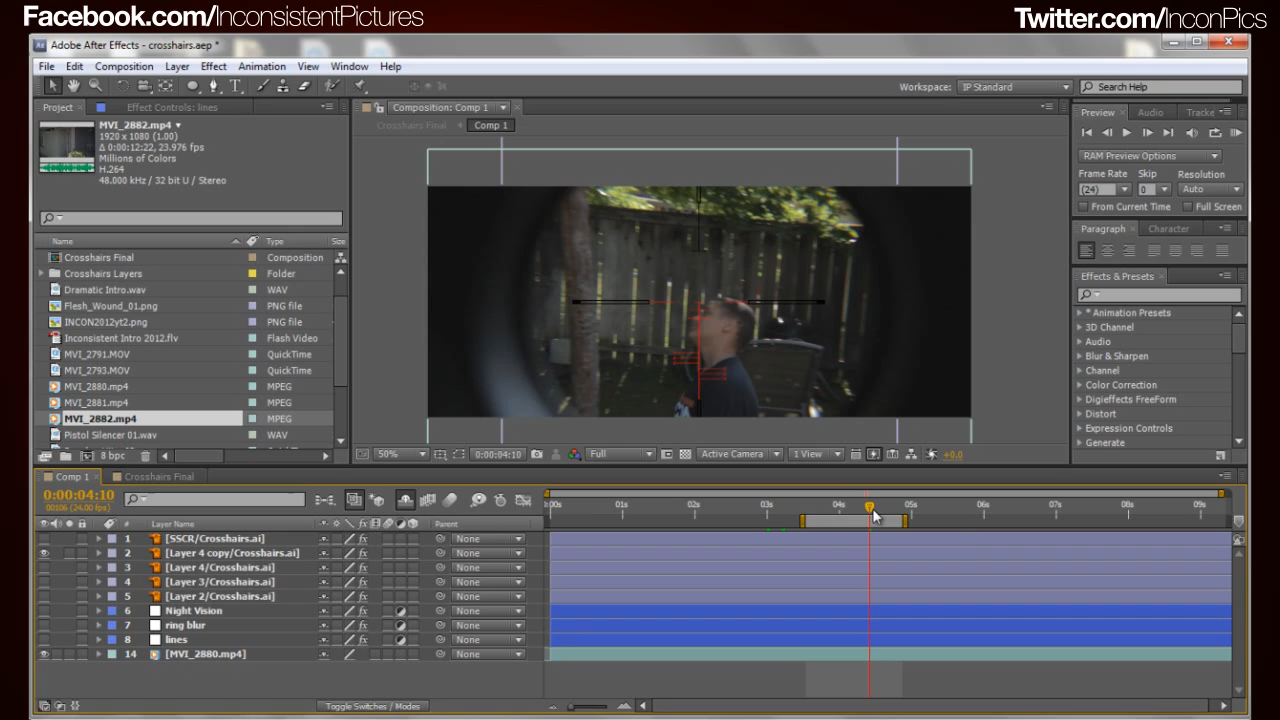 Facebook.com/InconsistentPictures
Twitter.com/InconPics
Adobe After Effects - crosshairs.aep *
File Edit Composition Layer Effect Animation View Window Help
Workspace: IP Standard
Search Help
Project
Effect Controls: lines
Composition: Comp 1
Crosshairs Final
Comp 1
MVI_2882.mp4
1920 x 1080 (1.00)
Δ 0:00:12:22, 23.976 fps
Millions of Colors
H.264
48.000 kHz / 32 bit U / Stereo
Name Type Size
Crosshairs Final Composition
Crosshairs Layers Folder
Dramatic Intro.wav WAV
Flesh_Wound_01.png PNG file
INCON2012yt2.png PNG file
Inconsistent Intro 2012.flv Flash Video
MVI_2791.MOV QuickTime
MVI_2793.MOV QuickTime
MVI_2880.mp4 MPEG
MVI_2881.mp4 MPEG
MVI_2882.mp4 MPEG
Pistol Silencer 01.wav WAV
8 bpc
50% 0:00:04:10 Full Active Camera 1 View +0.0
Preview Audio Tracke
RAM Preview Options
Frame Rate Skip Resolution
(24) 0 Auto
From Current Time Full Screen
Paragraph Character
Effects & Presets
* Animation Presets
3D Channel
Audio
Blur & Sharpen
Channel
Color Correction
Digieffects FreeForm
Distort
Expression Controls
Generate
Comp 1 Crosshairs Final
0:00:04:10
00106 (24.00 fps)
:00s 01s 02s 03s 04s 05s 06s 07s 08s 09s
# Layer Name fx Parent
1 [SSCR/Crosshairs.ai] fx None
2 [Layer 4 copy/Crosshairs.ai] fx None
3 [Layer 4/Crosshairs.ai] fx None
4 [Layer 3/Crosshairs.ai] fx None
5 [Layer 2/Crosshairs.ai] fx None
6 Night Vision fx None
7 ring blur fx None
8 lines fx None
14 [MVI_2880.mp4] None
Toggle Switches / Modes